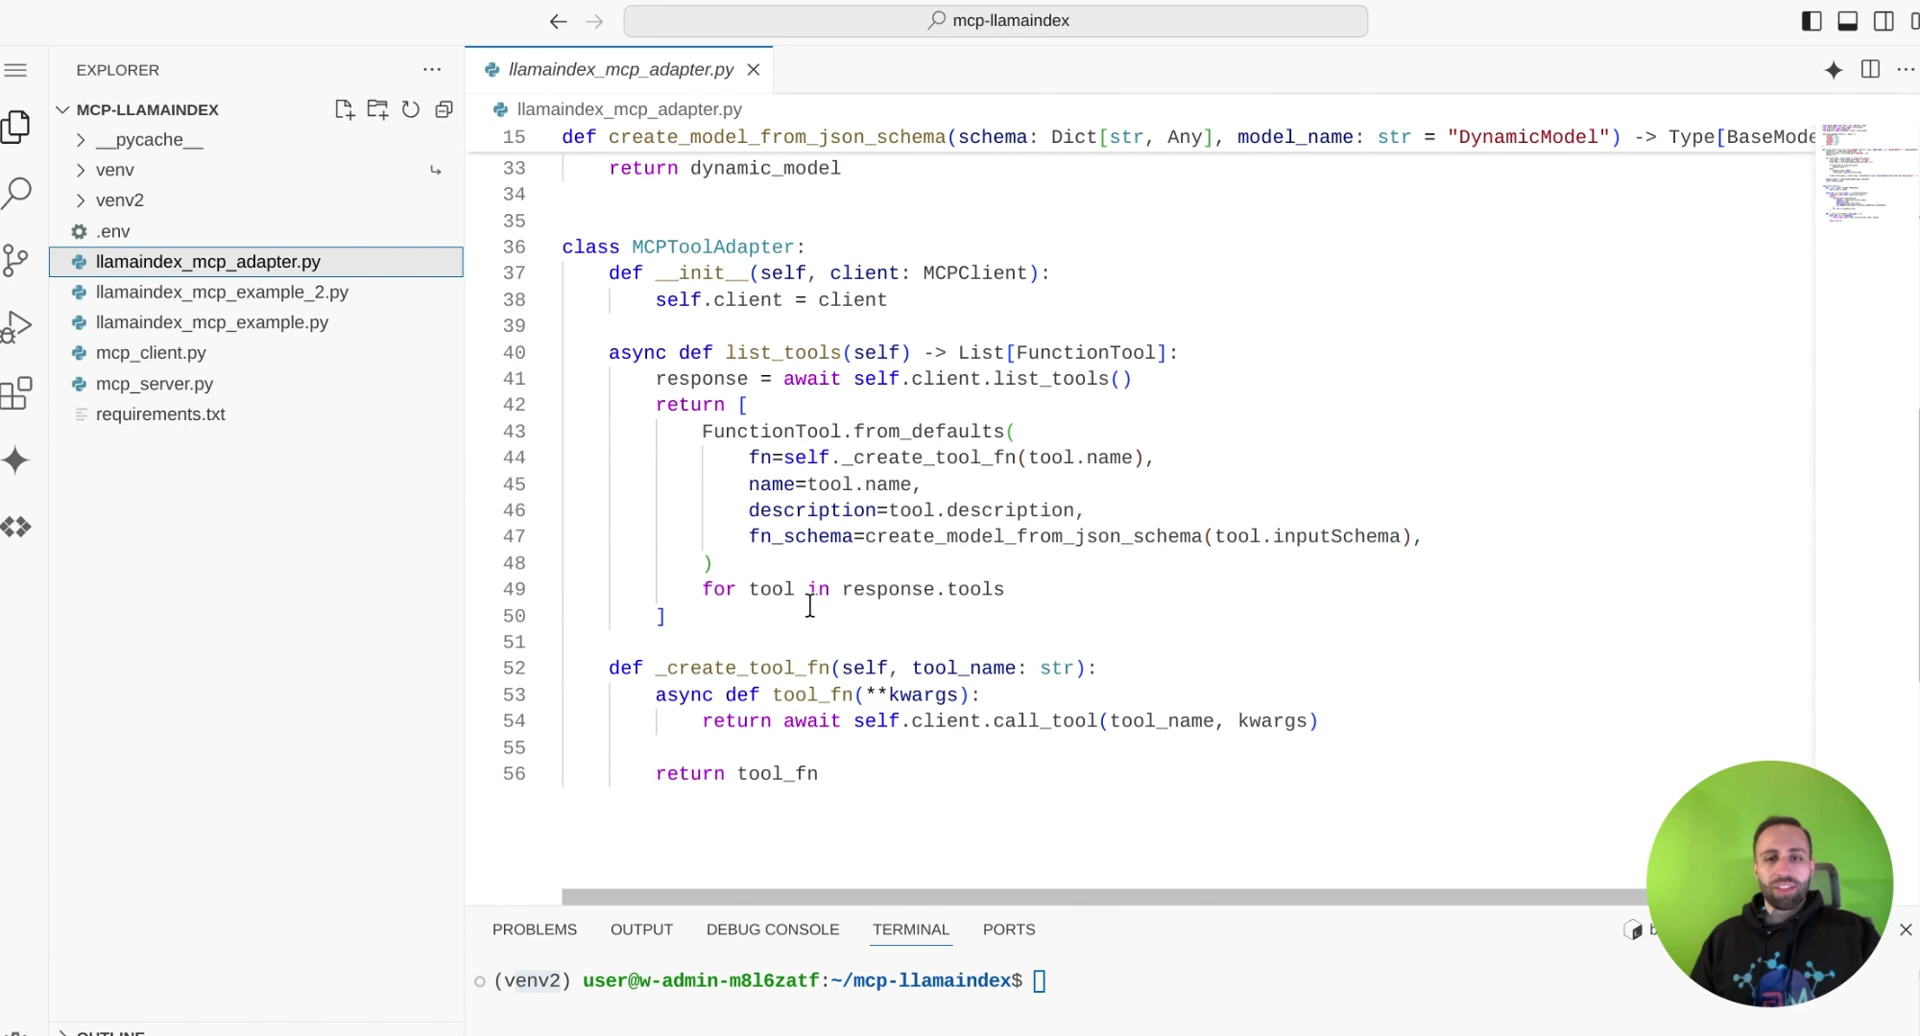 mcp-llamaindex
EXPLORER
MCP-LLAMAINDEX
__pycache__
venv
venv2
.env
llamaindex_mcp_adapter.py
llamaindex_mcp_example_2.py
llamaindex_mcp_example.py
mcp_client.py
mcp_server.py
requirements.txt
OUTLINE
llamaindex_mcp_adapter.py
llamaindex_mcp_adapter.py
15 def create_model_from_json_schema(schema: Dict[str, Any], model_name: str = "DynamicModel") -> Type[BaseMode
33 return dynamic_model
34
35
36 class MCPToolAdapter:
37 def __init__(self, client: MCPClient):
38 self.client = client
39
40 async def list_tools(self) -> List[FunctionTool]:
41 response = await self.client.list_tools()
42 return [
43 FunctionTool.from_defaults(
44 fn=self._create_tool_fn(tool.name),
45 name=tool.name,
46 description=tool.description,
47 fn_schema=create_model_from_json_schema(tool.inputSchema),
48 )
49 for tool in response.tools
50 ]
51
52 def _create_tool_fn(self, tool_name: str):
53 async def tool_fn(**kwargs):
54 return await self.client.call_tool(tool_name, kwargs)
55
56 return tool_fn
PROBLEMS OUTPUT DEBUG CONSOLE TERMINAL PORTS
(venv2) user@w-admin-m8l6zatf:~/mcp-llamaindex$